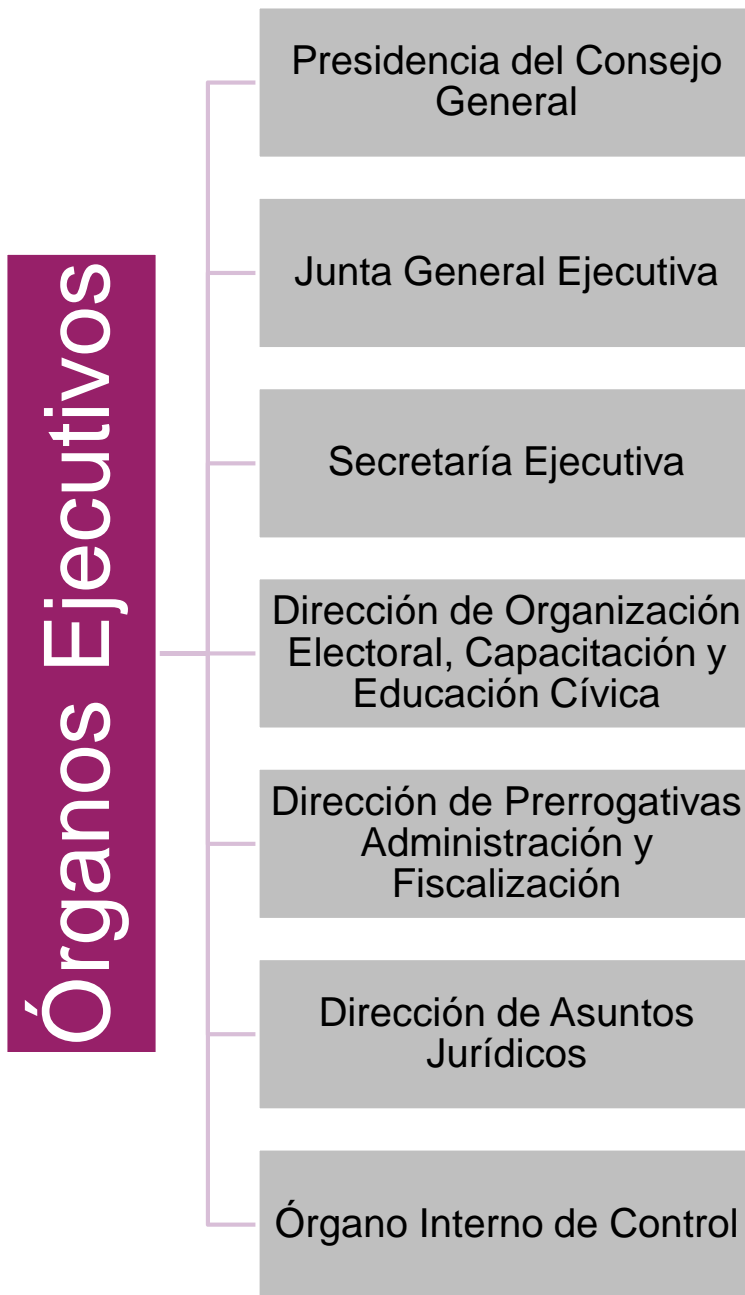 Órganos Ejecutivos
Presidencia del Consejo
General
Junta General Ejecutiva
Secretaría Ejecutiva
Dirección de Organización
Electoral, Capacitación y
Educación Cívica
Dirección de Prerrogativas
Administración y
Fiscalización
Dirección de Asuntos
Jurídicos
Órgano Interno de Control